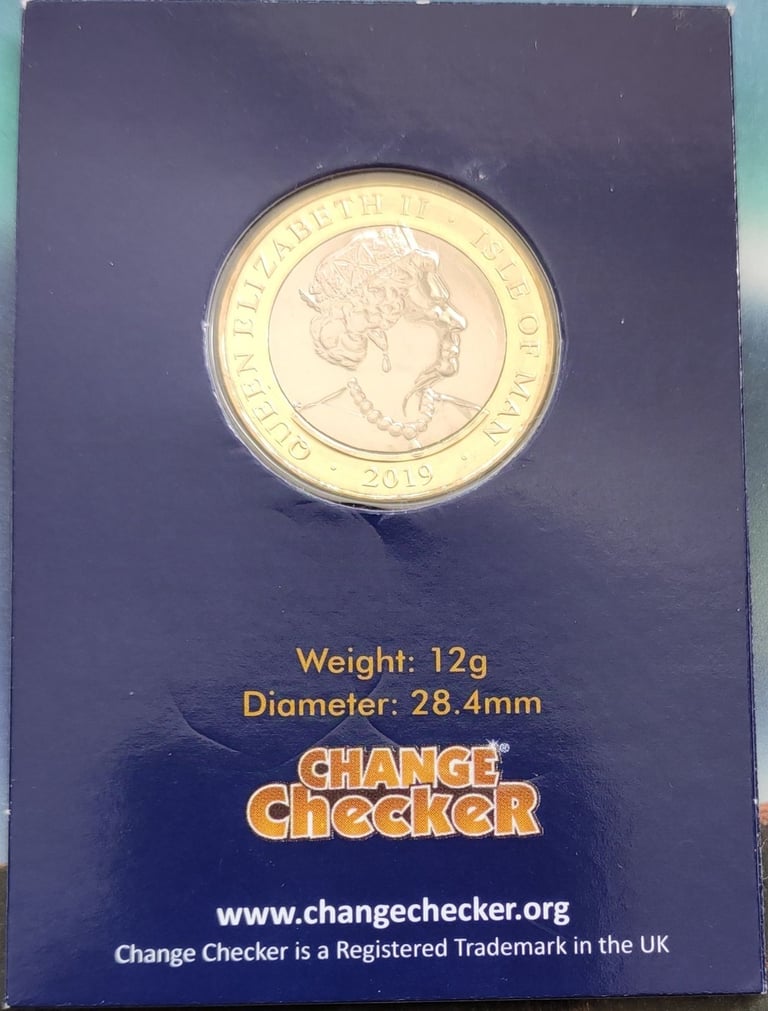 QUEEN ELIZABETH II · ISLE OF MAN
· 2019 ·
Weight: 12g
Diameter: 28.4mm
CHANGE
CheckeR®
www.changechecker.org
Change Checker is a Registered Trademark in the UK